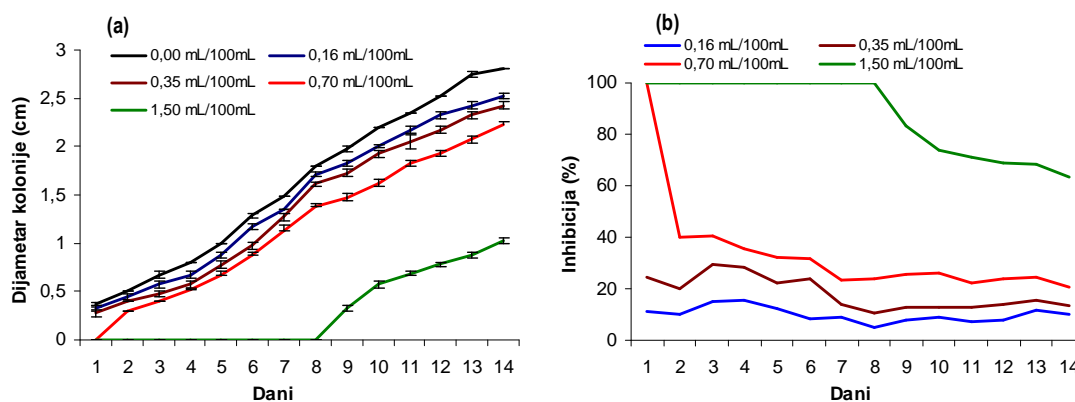 (a)
0,00 mL/100mL 0,16 mL/100mL
0,35 mL/100mL 0,70 mL/100mL
1,50 mL/100mL
Dijametar kolonije (cm)
3
2,5
2
1,5
1
0,5
0
1 2 3 4 5 6 7 8 9 10 11 12 13 14
Dani
(b)
0,16 mL/100mL 0,35 mL/100mL
0,70 mL/100mL 1,50 mL/100mL
Inhibicija (%)
100
80
60
40
20
0
1 2 3 4 5 6 7 8 9 10 11 12 13 14
Dani